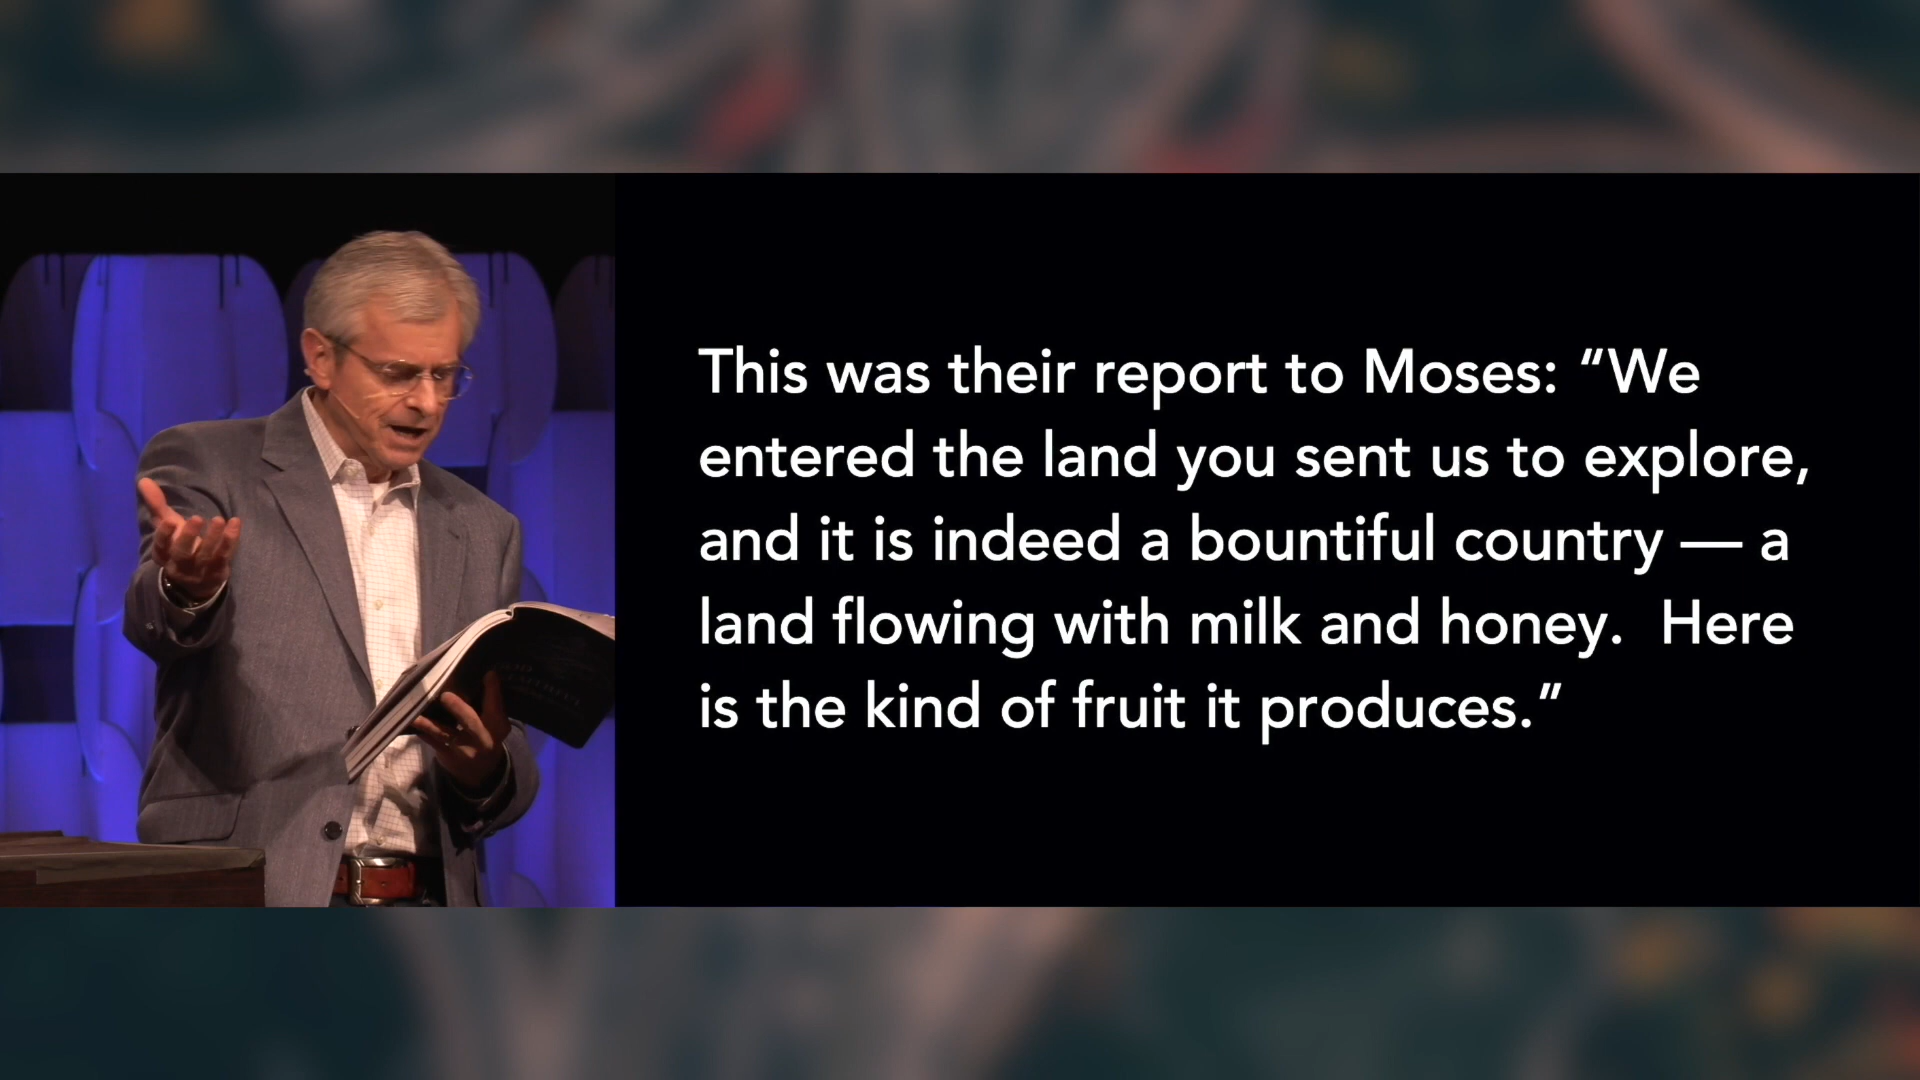 This was their report to Moses: “We
entered the land you sent us to explore,
and it is indeed a bountiful country — a
land flowing with milk and honey.  Here
is the kind of fruit it produces.”